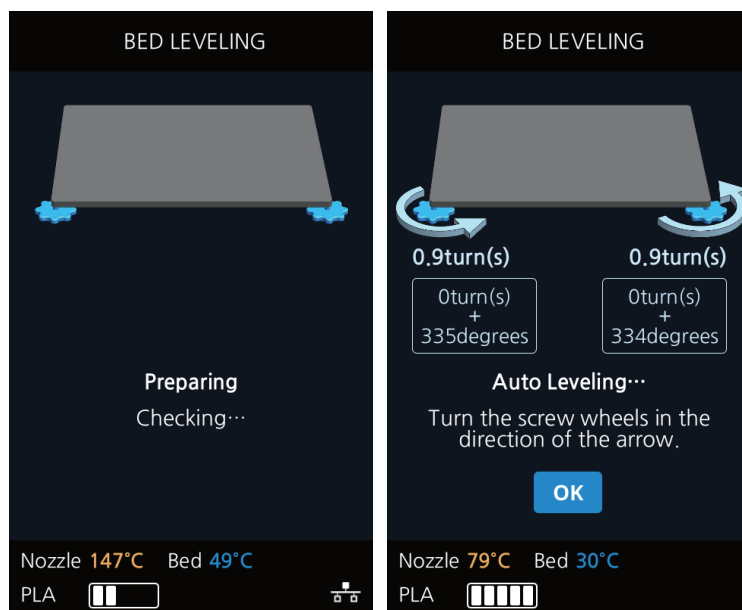 BED LEVELING
Preparing
Checking…
Nozzle 147°C Bed 49°C
PLA
BED LEVELING
0.9turn(s) 0.9turn(s)
0turn(s)
+
335degrees
0turn(s)
+
334degrees
Auto Leveling…
Turn the screw wheels in the
direction of the arrow.
OK
Nozzle 79°C Bed 30°C
PLA